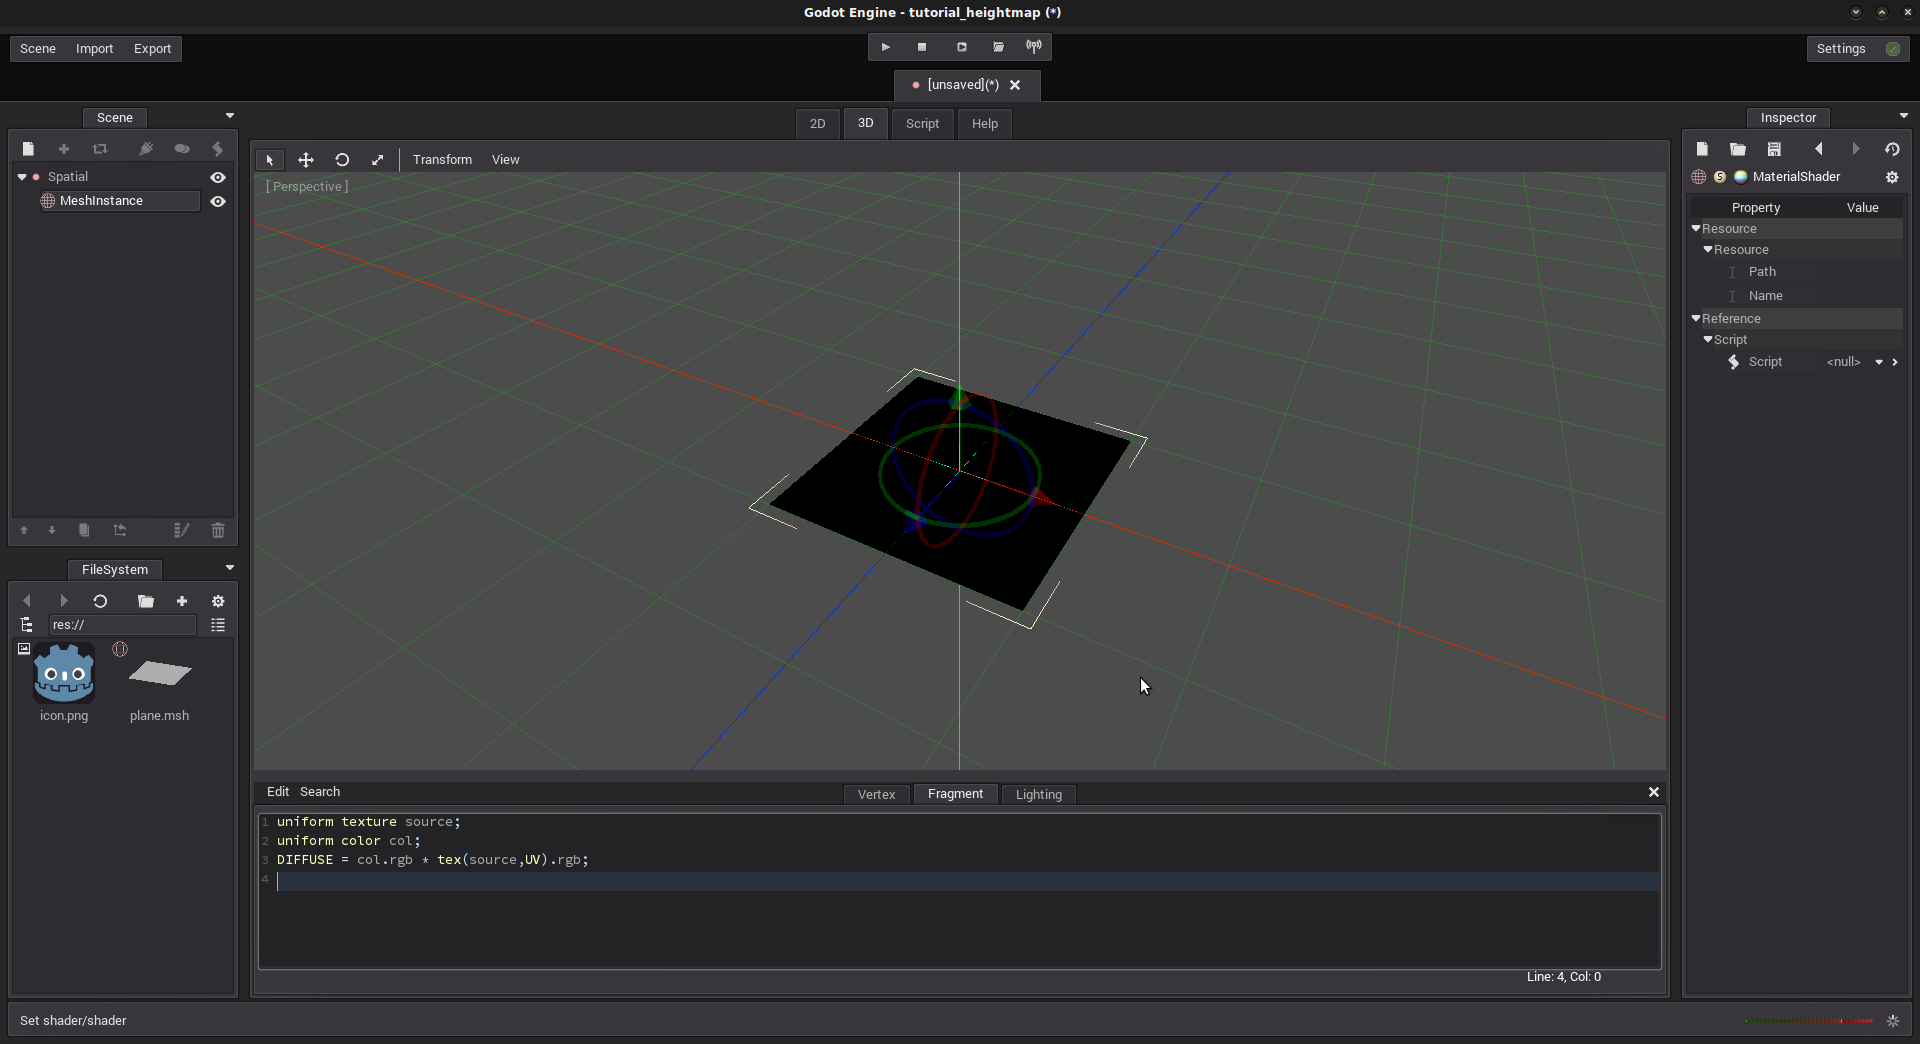 Godot Engine - tutorial_heightmap (*)
Scene Import Export
Settings
[unsaved](*)
Scene
2D 3D Script Help
Inspector
Transform View
[ Perspective ]
Spatial
MeshInstance
MaterialShader
Property Value
Resource
Resource
Path
Name
Reference
Script
Script <null>
FileSystem
res://
icon.png plane.msh
Edit Search
Vertex Fragment Lighting
1 uniform texture source;
2 uniform color col;
3 DIFFUSE = col.rgb * tex(source,UV).rgb;
4
Line: 4, Col: 0
Set shader/shader